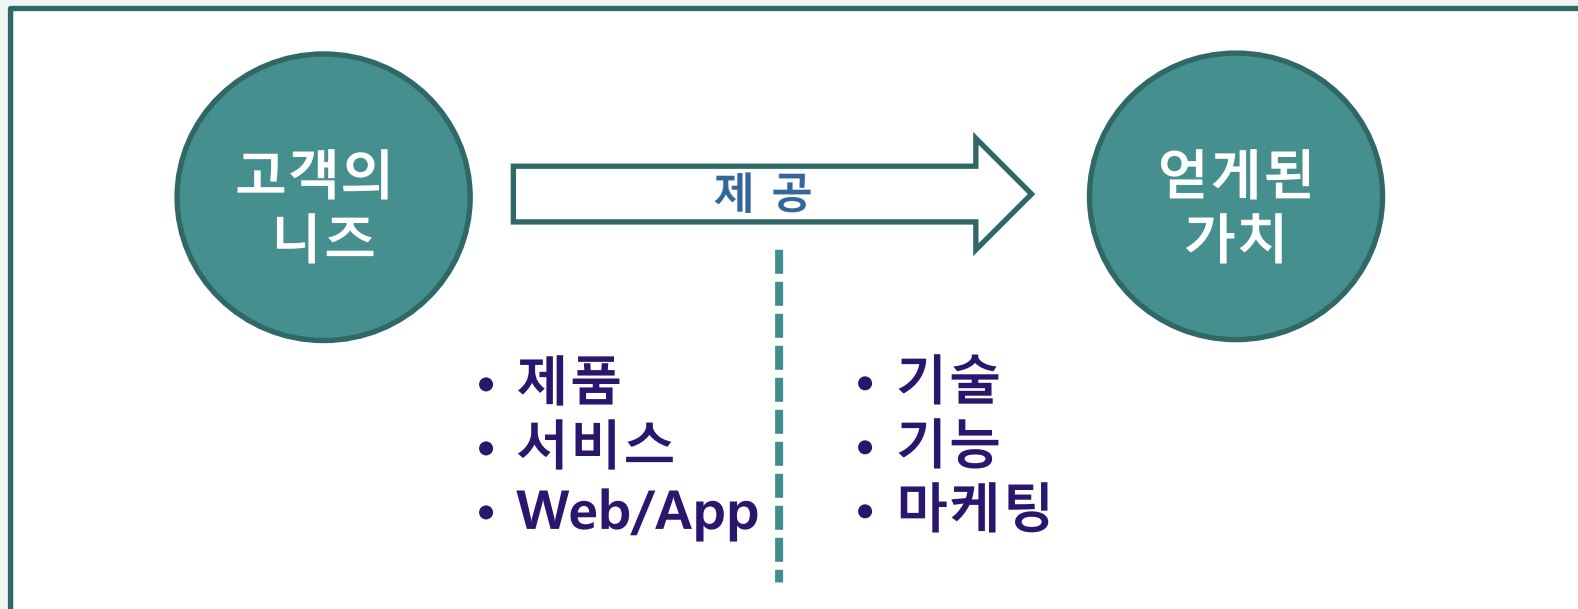 고객의
니즈
제 공
얻게된
가치
• 제품
• 서비스
• Web/App
• 기술
• 기능
• 마케팅